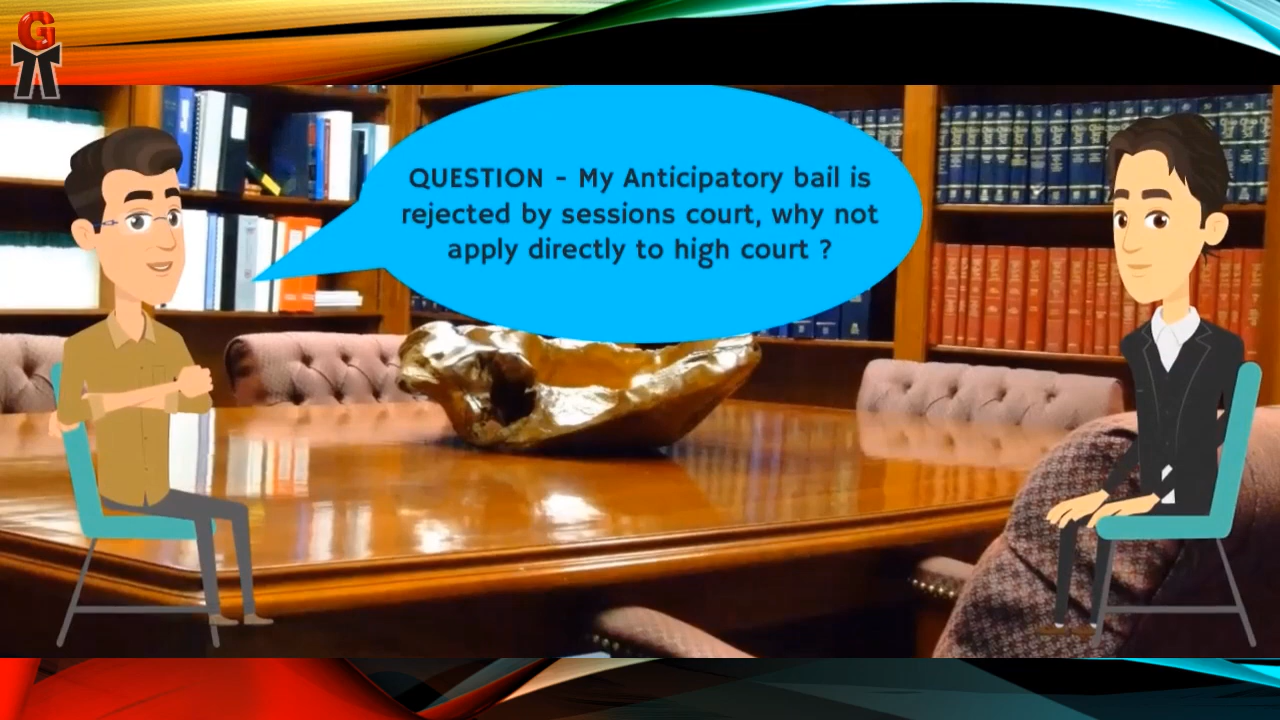 G
QUESTION - My Anticipatory bail is
rejected by sessions court, why not
apply directly to high court ?